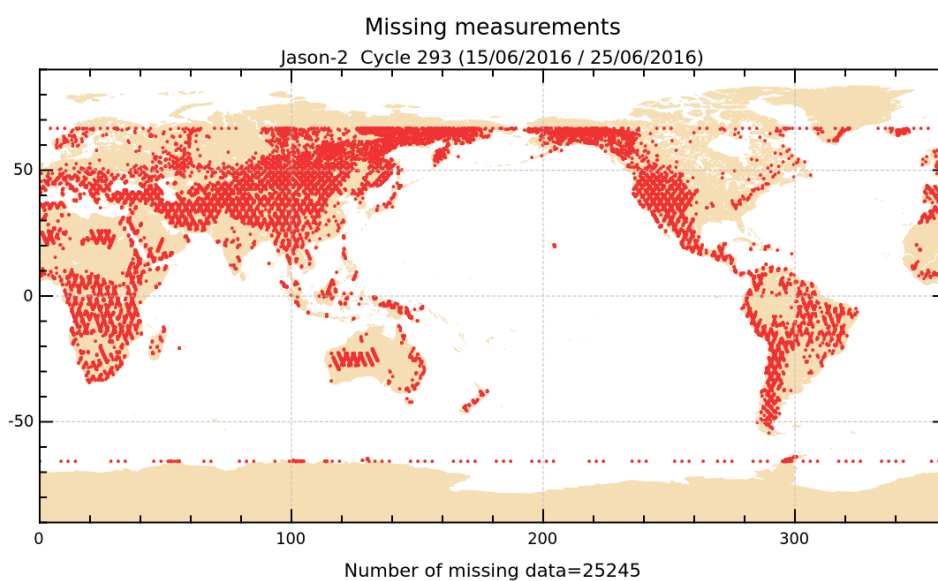 Missing measurements
Jason-2  Cycle 293 (15/06/2016 / 25/06/2016)
50
0
-50
0 100 200 300
Number of missing data=25245